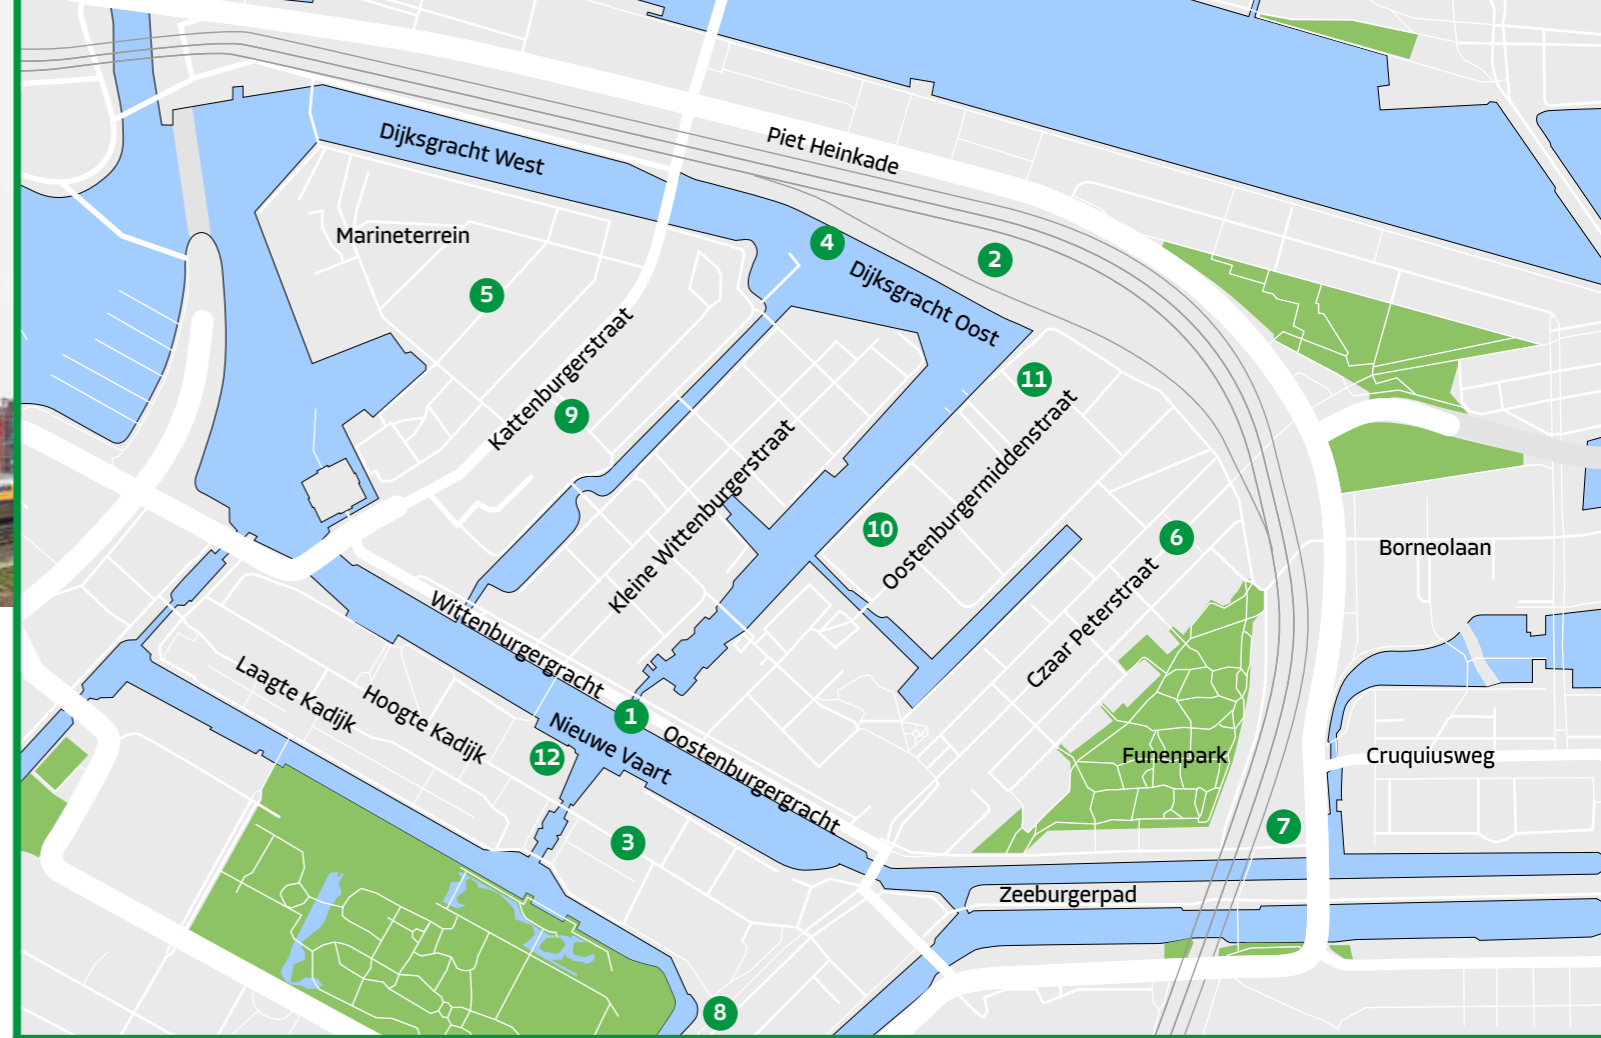 Dijksgracht West
Piet Heinkade
Marineterrein
4
2
Dijksgracht Oost
5
Kattenburgerstraat
11
9
Oostenburgermiddenstraat
Kleine Wittenburgerstraat
10
6
Borneolaan
Czaar Peterstraat
Wittenburgergracht
Laagte Kadijk
Hoogte Kadijk
1
Nieuwe Vaart
Oostenburgergracht
12
Funenpark
Cruquiusweg
3
7
Zeeburgerpad
8